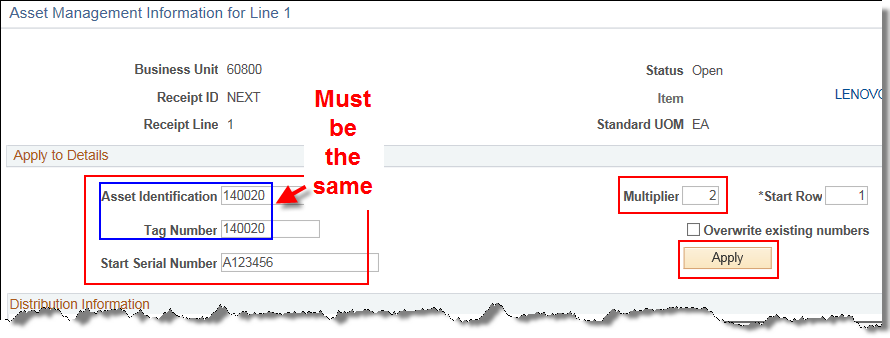 Asset Management Information for Line 1
Business Unit 60800
Status Open
Receipt ID NEXT
Item LENOVO
Receipt Line 1
Standard UOM EA
Must
be
the
same
Apply to Details
Asset Identification 140020
Multiplier 2 *Start Row 1
Tag Number 140020
Overwrite existing numbers
Start Serial Number A123456
Apply
Distribution Information